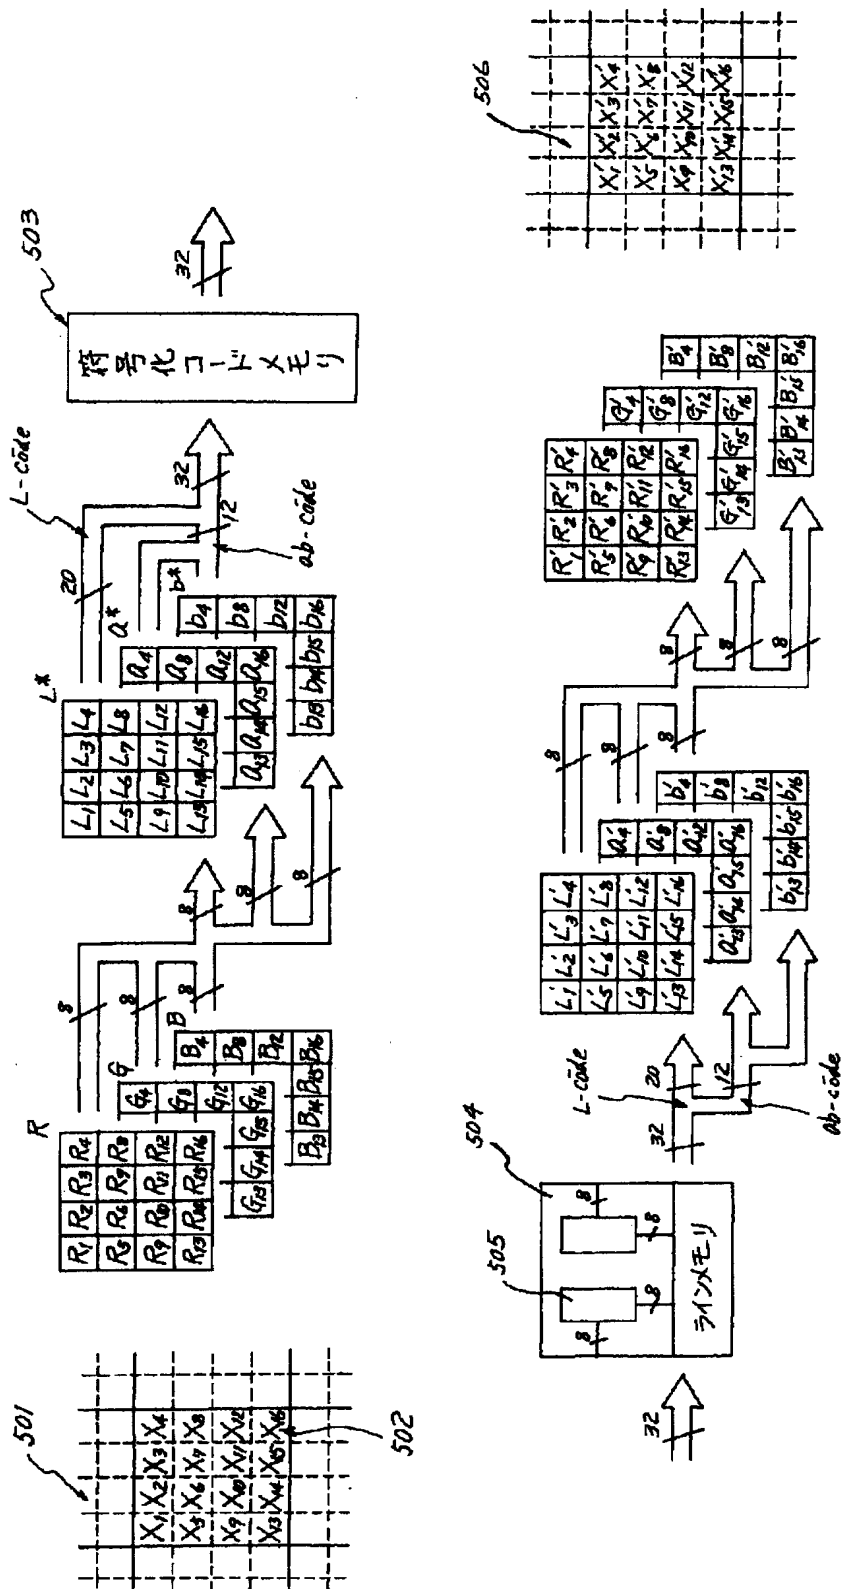 501
X1 X2 X3 X4
X5 X6 X7 X8
X9 X10 X11 X12
X13 X14 X15 X16
502
R
R1 R2 R3 R4
R5 R6 R7 R8
R9 R10 R11 R12
R13 R14 R15 R16
G
G4
G8
G12
G13 G14 G15 G16
B
B4
B8
B12
B13 B14 B15 B16
8
8
8
8
8
8
L*
L1 L2 L3 L4
L5 L6 L7 L8
L9 L10 L11 L12
L13 L14 L15 L16
a*
a4
a8
a12
a13 a14 a15 a16
b*
b4
b8
b12
b13 b14 b15 b16
20
L-code
12
ab-code
32
503
符号化コードメモリ
32
32
504
505
8
8
8
8
ラインメモリ
32
L-code
20
12
ab-code
L'1 L'2 L'3 L'4
L'5 L'6 L'7 L'8
L'9 L'10 L'11 L'12
L'13 L'14 L'15 L'16
a'4
a'8
a'12
a'13 a'14 a'15 a'16
b'4
b'8
b'12
b'13 b'14 b'15 b'16
8
8
8
8
8
8
R'1 R'2 R'3 R'4
R'5 R'6 R'9 R'8
R'9 R'10 R'11 R'12
R'13 R'14 R'15 R'16
G'4
G'8
G'12
G'13 G'14 G'15 G'16
B'4
B'8
B'12
B'13 B'14 B'15 B'16
506
X'1 X'2 X'3 X'4
X'5 X'6 X'7 X'8
X'9 X'10 X'11 X'12
X'13 X'14 X'15 X'16